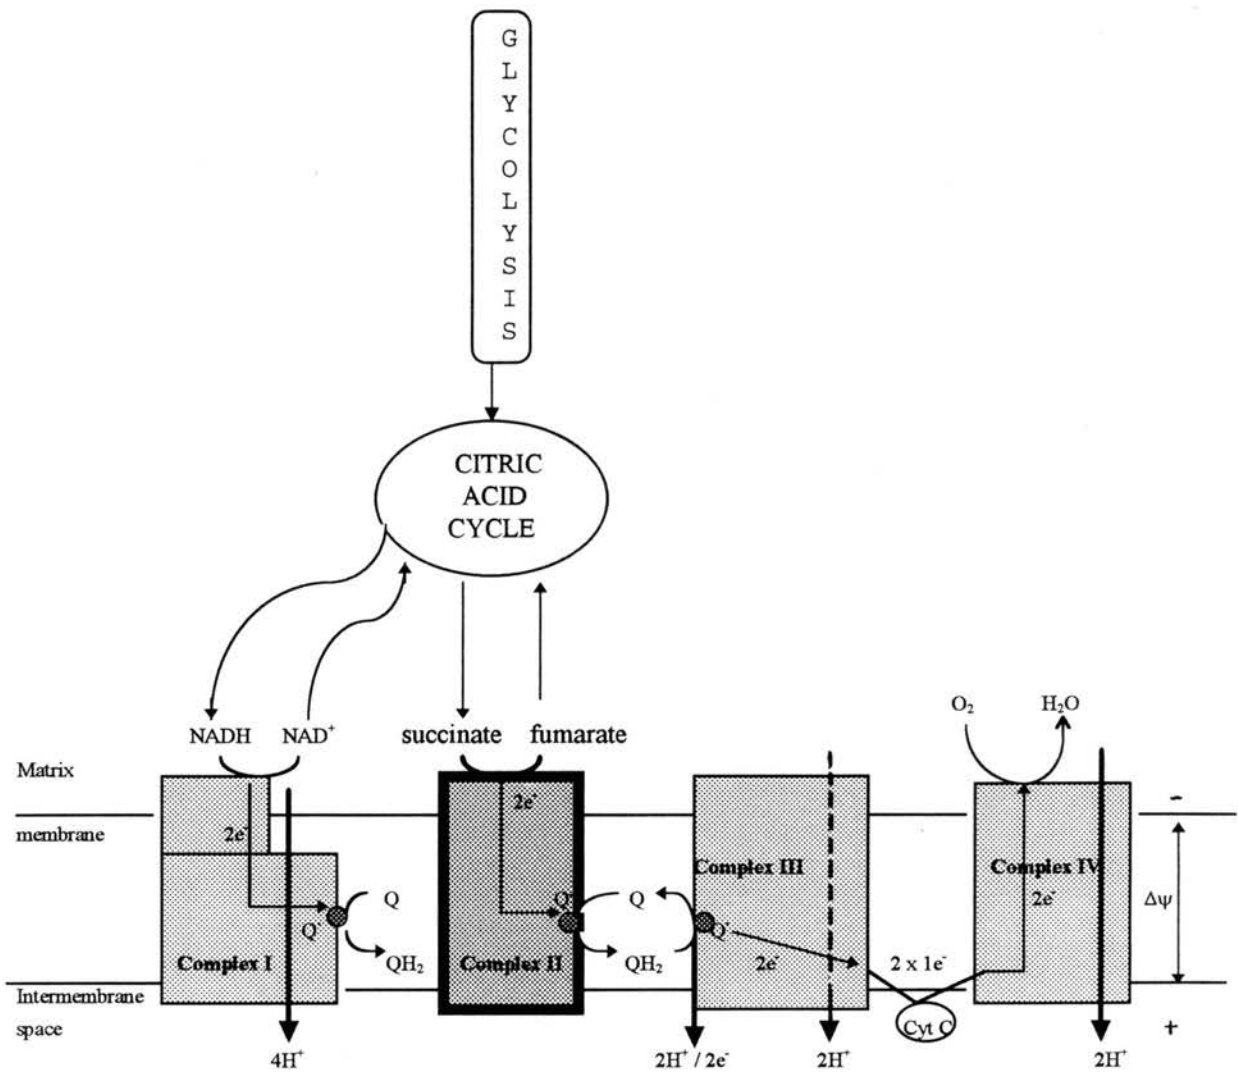 G
L
Y
C
O
L
Y
S
I
S
CITRIC
ACID
CYCLE
NADH NAD⁺ succinate fumarate O₂ H₂O
Matrix
membrane
2e⁻ 2e⁻ -
Complex III Complex IV
Q Q Q 2e⁻ Δψ
Q˙ Q˙
Complex I QH₂ Complex II QH₂ 2e⁻ 2 x 1e⁻
Intermembrane
space
Cyt C +
4H⁺ 2H⁺ / 2e⁻ 2H⁺ 2H⁺